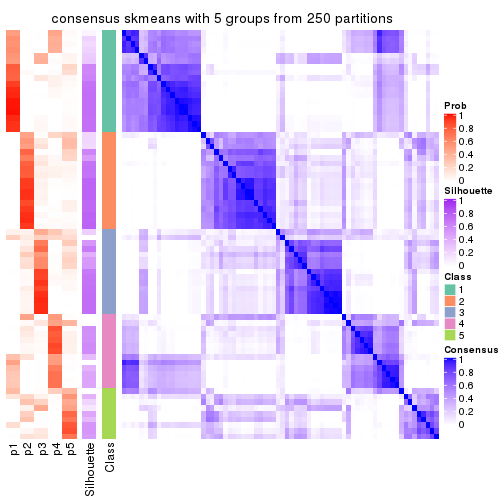 consensus skmeans with 5 groups from 250 partitions
Prob
1
0.8
0.6
0.4
0.2
0
Silhouette
1
0.8
0.6
0.4
0.2
0
Class
1
2
3
4
5
Consensus
1
0.8
0.6
0.4
0.2
0
p1
p2
p3
p4
p5
Silhouette
Class